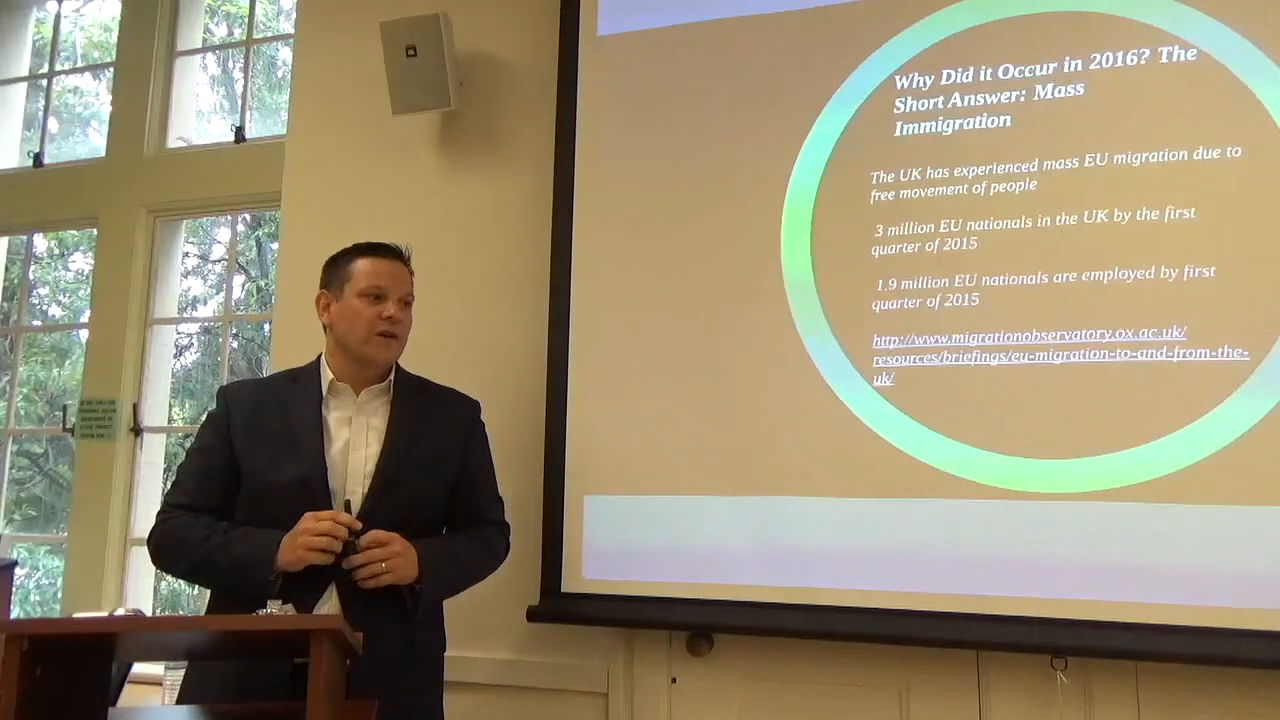 Why Did it Occur in 2016? The
Short Answer: Mass
Immigration
The UK has experienced mass EU migration due to
free movement of people
3 million EU nationals in the UK by the first
quarter of 2015
1.9 million EU nationals are employed by first
quarter of 2015
http://www.migrationobservatory.ox.ac.uk/
resources/briefings/eu-migration-to-and-from-the-
uk/